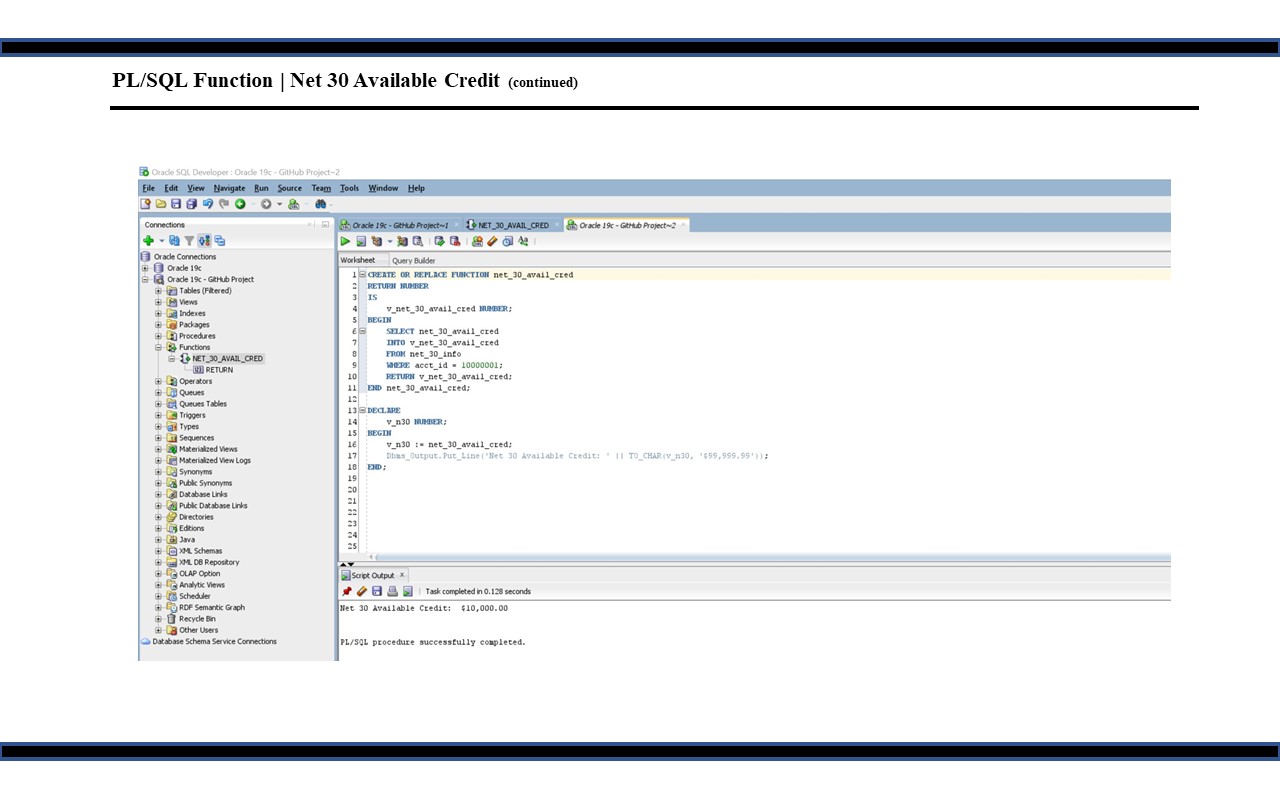 PL/SQL Function | Net 30 Available Credit (continued)
Oracle SQL Developer : Oracle 19c - GitHub Project~2
File Edit View Navigate Run Source Team Tools Window Help
Connections
Oracle Connections
Oracle 19c
Oracle 19c - GitHub Project
Tables (Filtered)
Views
Indexes
Packages
Procedures
Functions
NET_30_AVAIL_CRED
RETURN
Operators
Queues
Queues Tables
Triggers
Types
Sequences
Materialized Views
Materialized View Logs
Synonyms
Public Synonyms
Database Links
Public Database Links
Directories
Editions
Java
XML Schemas
XML DB Repository
OLAP Option
Analytic Views
Scheduler
RDF Semantic Graph
Recycle Bin
Other Users
Database Schema Service Connections
Oracle 19c - GitHub Project~1 NET_30_AVAIL_CRED Oracle 19c - GitHub Project~2
Worksheet Query Builder
1 CREATE OR REPLACE FUNCTION net_30_avail_cred
2 RETURN NUMBER
3 IS
4 v_net_30_avail_cred NUMBER;
5 BEGIN
6 SELECT net_30_avail_cred
7 INTO v_net_30_avail_cred
8 FROM net_30_info
9 WHERE acct_id = 10000001;
10 RETURN v_net_30_avail_cred;
11 END net_30_avail_cred;
12
13 DECLARE
14 v_n30 NUMBER;
15 BEGIN
16 v_n30 := net_30_avail_cred;
17 Dbms_Output.Put_Line('Net 30 Available Credit: ' || TO_CHAR(v_n30, '$99,999.99'));
18 END;
19
20
21
22
23
24
25
Script Output x
Task completed in 0.128 seconds
Net 30 Available Credit: $10,000.00
PL/SQL procedure successfully completed.